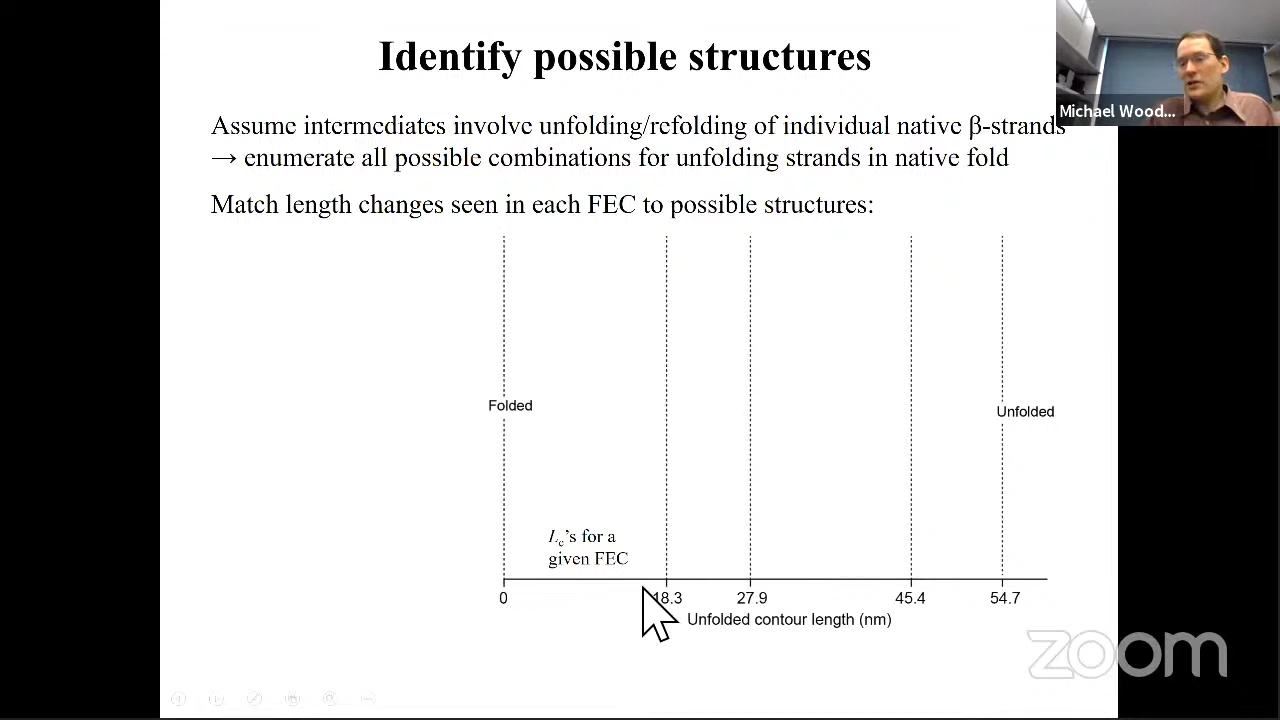 Identify possible structures
Michael Wood...
Assume intermediates involve unfolding/refolding of individual native β-strands
→ enumerate all possible combinations for unfolding strands in native fold
Match length changes seen in each FEC to possible structures:
Folded
Unfolded
Lc's for a
given FEC
0 18.3 27.9 45.4 54.7
Unfolded contour length (nm)
zoom